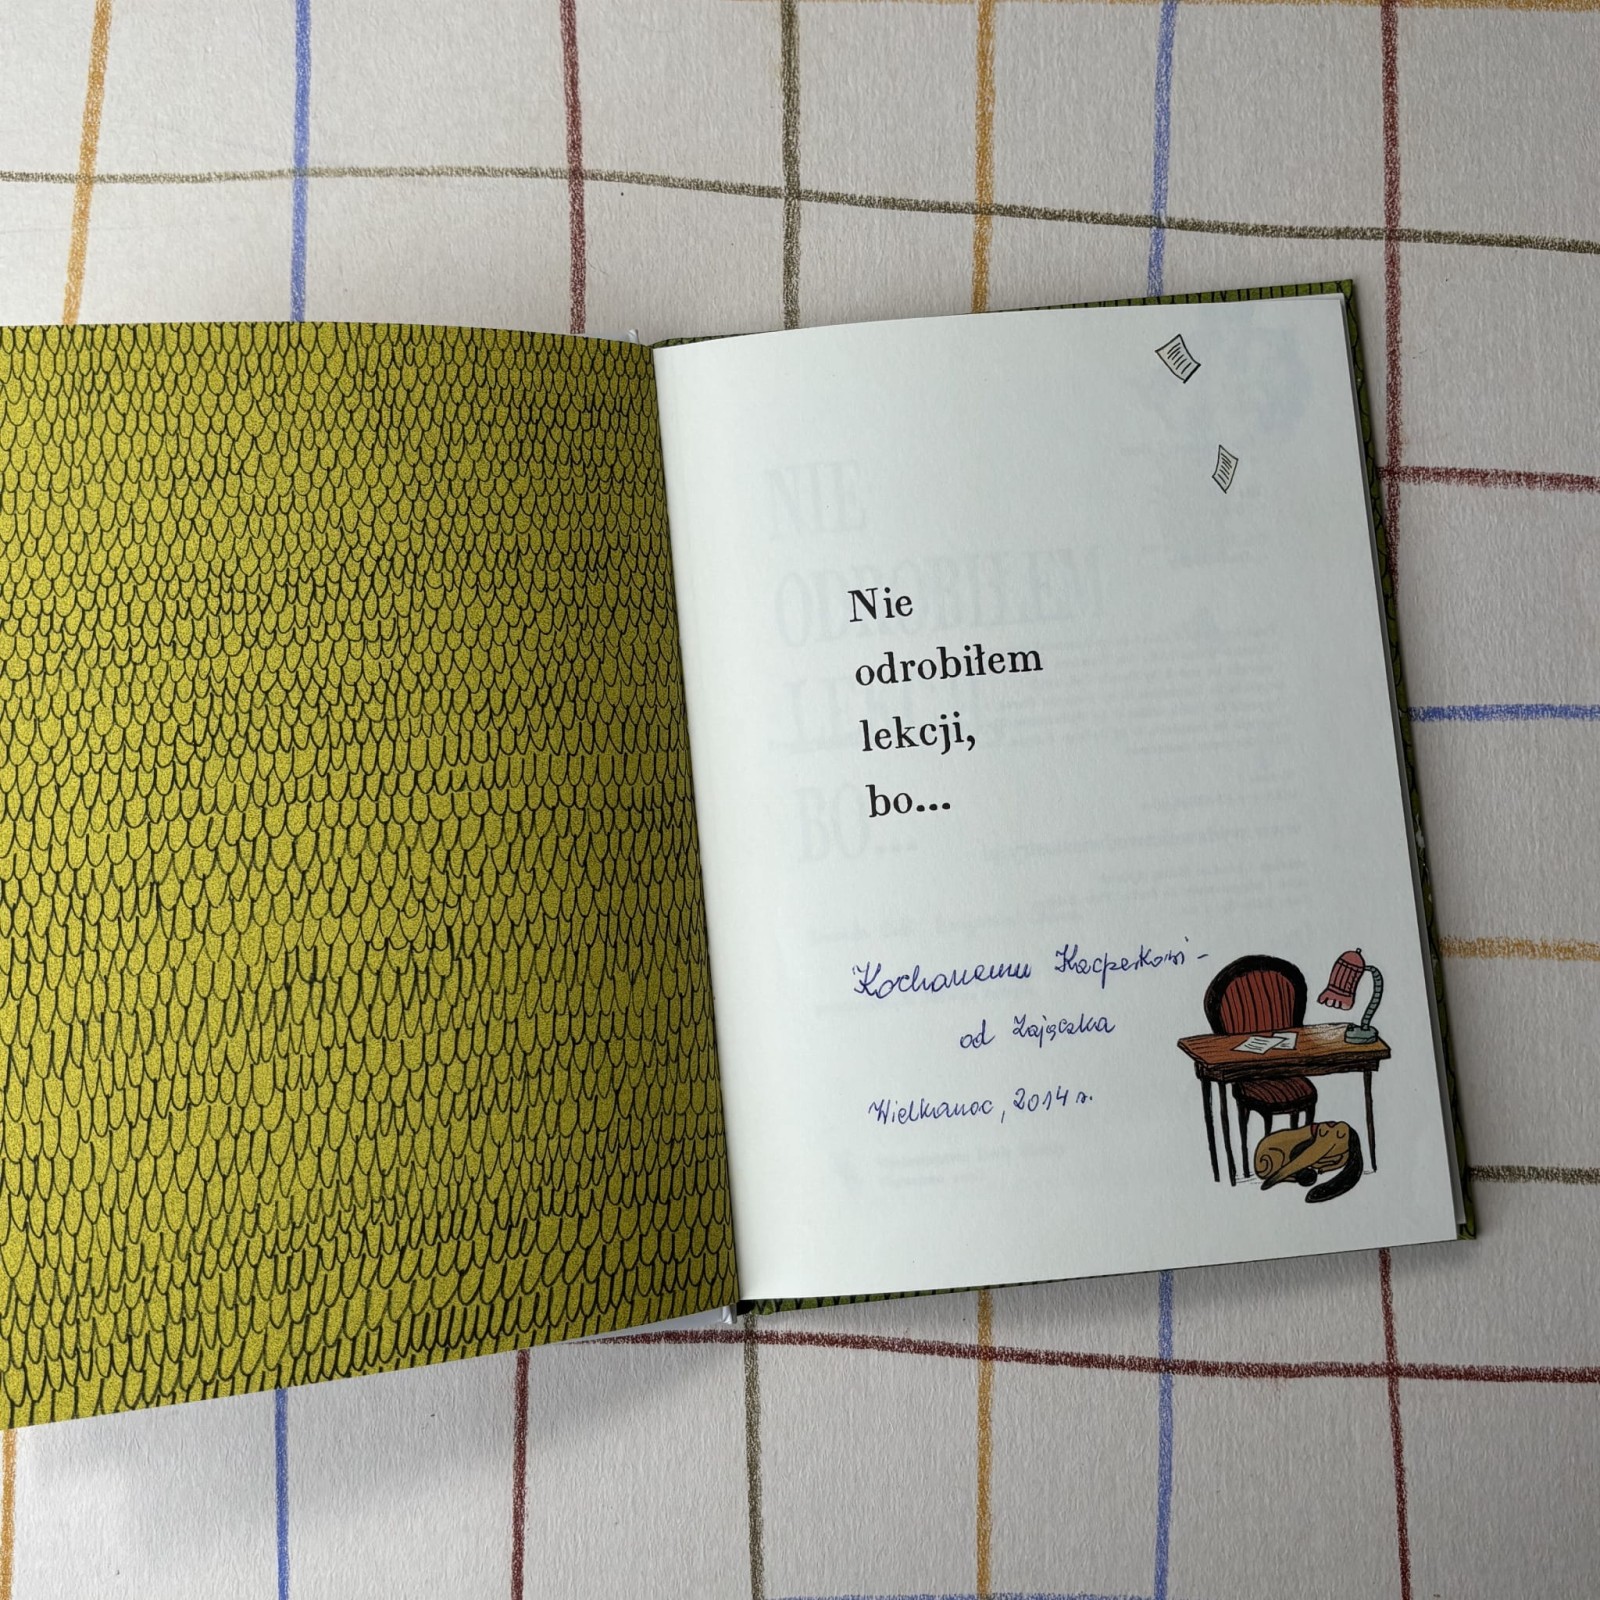 Nie
odrobiłem
lekcji,
bo...
Kochanemu Kacperkowi -
od Zajączka
Wielkanoc, 2014 r.